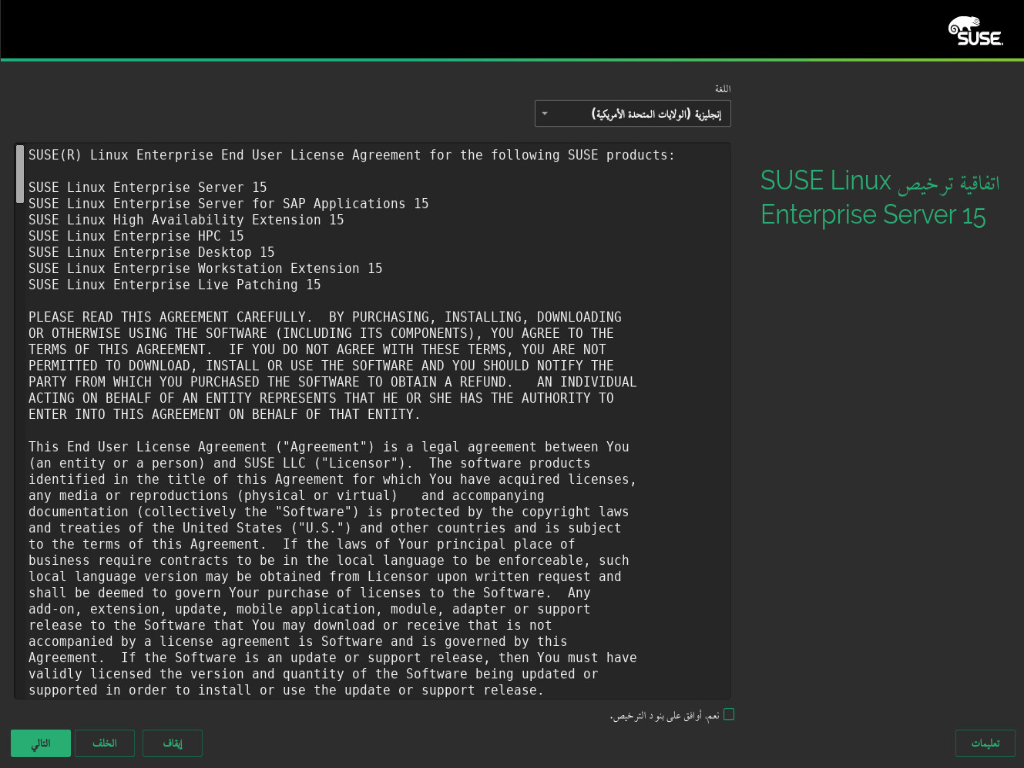 SUSE.
اللغة
إنجليزية (الولايات المتحدة الأمريكية)
اتفاقية ترخيص SUSE Linux
Enterprise Server 15
SUSE(R) Linux Enterprise End User License Agreement for the following SUSE products:
SUSE Linux Enterprise Server 15
SUSE Linux Enterprise Server for SAP Applications 15
SUSE Linux High Availability Extension 15
SUSE Linux Enterprise HPC 15
SUSE Linux Enterprise Desktop 15
SUSE Linux Enterprise Workstation Extension 15
SUSE Linux Enterprise Live Patching 15
PLEASE READ THIS AGREEMENT CAREFULLY.  BY PURCHASING, INSTALLING, DOWNLOADING
OR OTHERWISE USING THE SOFTWARE (INCLUDING ITS COMPONENTS), YOU AGREE TO THE
TERMS OF THIS AGREEMENT.  IF YOU DO NOT AGREE WITH THESE TERMS, YOU ARE NOT
PERMITTED TO DOWNLOAD, INSTALL OR USE THE SOFTWARE AND YOU SHOULD NOTIFY THE
PARTY FROM WHICH YOU PURCHASED THE SOFTWARE TO OBTAIN A REFUND.   AN INDIVIDUAL
ACTING ON BEHALF OF AN ENTITY REPRESENTS THAT HE OR SHE HAS THE AUTHORITY TO
ENTER INTO THIS AGREEMENT ON BEHALF OF THAT ENTITY.
This End User License Agreement ("Agreement") is a legal agreement between You
(an entity or a person) and SUSE LLC ("Licensor").  The software products
identified in the title of this Agreement for which You have acquired licenses,
any media or reproductions (physical or virtual)   and accompanying
documentation (collectively the "Software") is protected by the copyright laws
and treaties of the United States ("U.S.") and other countries and is subject
to the terms of this Agreement.  If the laws of Your principal place of
business require contracts to be in the local language to be enforceable, such
local language version may be obtained from Licensor upon written request and
shall be deemed to govern Your purchase of licenses to the Software.  Any
add-on, extension, update, mobile application, module, adapter or support
release to the Software that You may download or receive that is not
accompanied by a license agreement is Software and is governed by this
Agreement.  If the Software is an update or support release, then You must have
validly licensed the version and quantity of the Software being updated or
supported in order to install or use the update or support release.
نعم، أوافق على بنود الترخيص.
تعليمات
إيقاف
الخلف
التالي